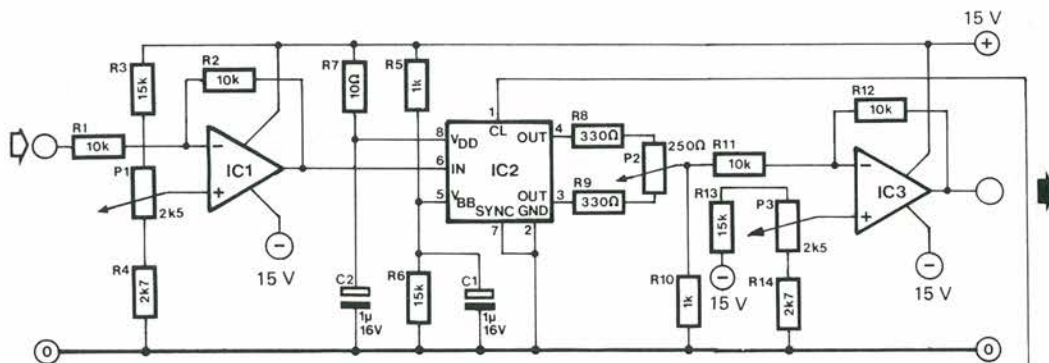 15 V
+
R3
15k
R2
10k
R7
10Ω
R5
1k
R1
10k
P1
2k5
−
+
IC1
−
15 V
R4
2k7
1
CL
OUT
4
R8
330Ω
8
VDD
6
IN
IC2
5
VBB
OUT
3
R9
330Ω
SYNC
GND
7
2
P2
250Ω
R11
10k
R12
10k
−
+
IC3
R13
15k
P3
2k5
−
15 V
−
15 V
C2
1µ
16V
R6
15k
C1
1µ
16V
R10
1k
R14
2k7
0
0